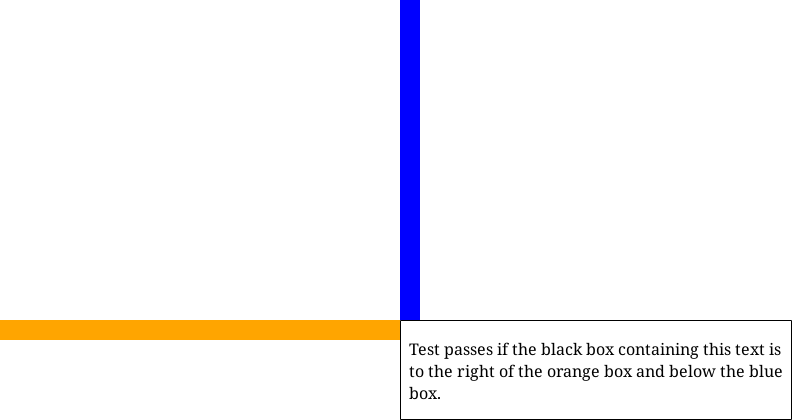 Test passes if the black box containing this text is
to the right of the orange box and below the blue
box.